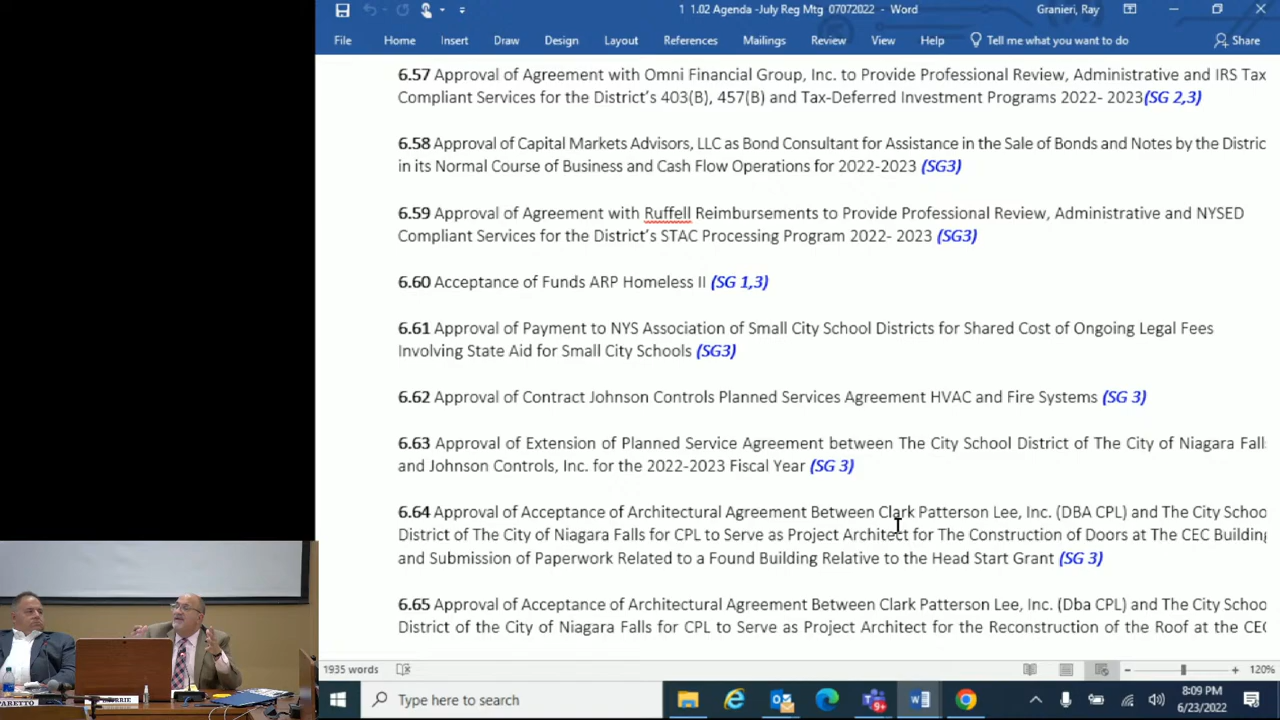 1 1.02 Agenda -July Reg Mtg 07072022 - Word
Granieri, Ray
File Home Insert Draw Design Layout References Mailings Review View Help Tell me what you want to do Share
6.57 Approval of Agreement with Omni Financial Group, Inc. to Provide Professional Review, Administrative and IRS Tax
Compliant Services for the District's 403(B), 457(B) and Tax-Deferred Investment Programs 2022- 2023(SG 2,3)
6.58 Approval of Capital Markets Advisors, LLC as Bond Consultant for Assistance in the Sale of Bonds and Notes by the Distric
in its Normal Course of Business and Cash Flow Operations for 2022-2023 (SG3)
6.59 Approval of Agreement with Ruffell Reimbursements to Provide Professional Review, Administrative and NYSED
Compliant Services for the District's STAC Processing Program 2022- 2023 (SG3)
6.60 Acceptance of Funds ARP Homeless II (SG 1,3)
6.61 Approval of Payment to NYS Association of Small City School Districts for Shared Cost of Ongoing Legal Fees
Involving State Aid for Small City Schools (SG3)
6.62 Approval of Contract Johnson Controls Planned Services Agreement HVAC and Fire Systems (SG 3)
6.63 Approval of Extension of Planned Service Agreement between The City School District of The City of Niagara Fall
and Johnson Controls, Inc. for the 2022-2023 Fiscal Year (SG 3)
6.64 Approval of Acceptance of Architectural Agreement Between Clark Patterson Lee, Inc. (DBA CPL) and The City Schoo
District of The City of Niagara Falls for CPL to Serve as Project Architect for The Construction of Doors at The CEC Building
and Submission of Paperwork Related to a Found Building Relative to the Head Start Grant (SG 3)
6.65 Approval of Acceptance of Architectural Agreement Between Clark Patterson Lee, Inc. (Dba CPL) and The City Schoo
District of the City of Niagara Falls for CPL to Serve as Project Architect for the Reconstruction of the Roof at the CEC
1935 words
120%
Type here to search
8:09 PM
6/23/2022